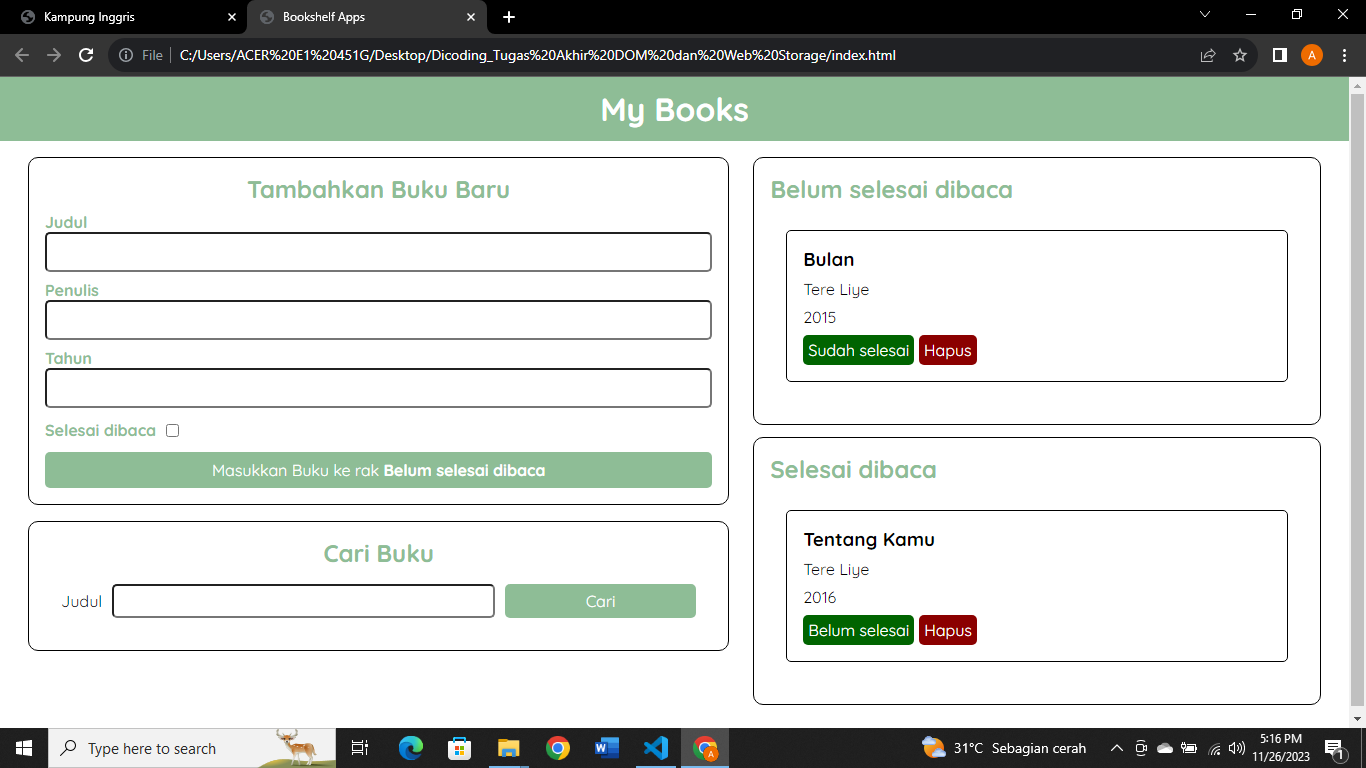 Kampung Inggris
Bookshelf Apps
File
C:/Users/ACER%20E1%20451G/Desktop/Dicoding_Tugas%20Akhir%20DOM%20dan%20Web%20Storage/index.html
A
My Books
Tambahkan Buku Baru
Judul
Penulis
Tahun
Selesai dibaca
Masukkan Buku ke rak Belum selesai dibaca
Cari Buku
Judul
Cari
Belum selesai dibaca
Bulan
Tere Liye
2015
Sudah selesai Hapus
Selesai dibaca
Tentang Kamu
Tere Liye
2016
Belum selesai Hapus
Type here to search
A
31°C Sebagian cerah
5:16 PM
11/26/2023
1